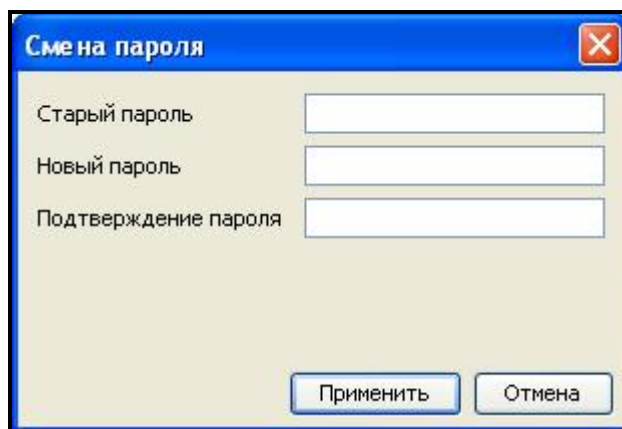 Смена пароля
Старый пароль
Новый пароль
Подтверждение пароля
Применить Отмена